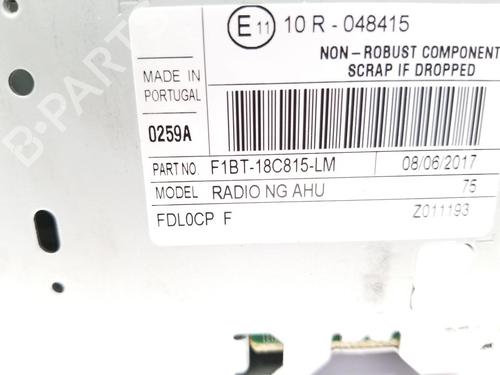 E 11 10 R - 048415
NON - ROBUST COMPONENT
SCRAP IF DROPPED
MADE IN
PORTUGAL
0259A
PART NO. F1BT-18C815-LM 08/06/2017
MODEL RADIO NG AHU 75
FDL0CP F Z011193
B-PARTS